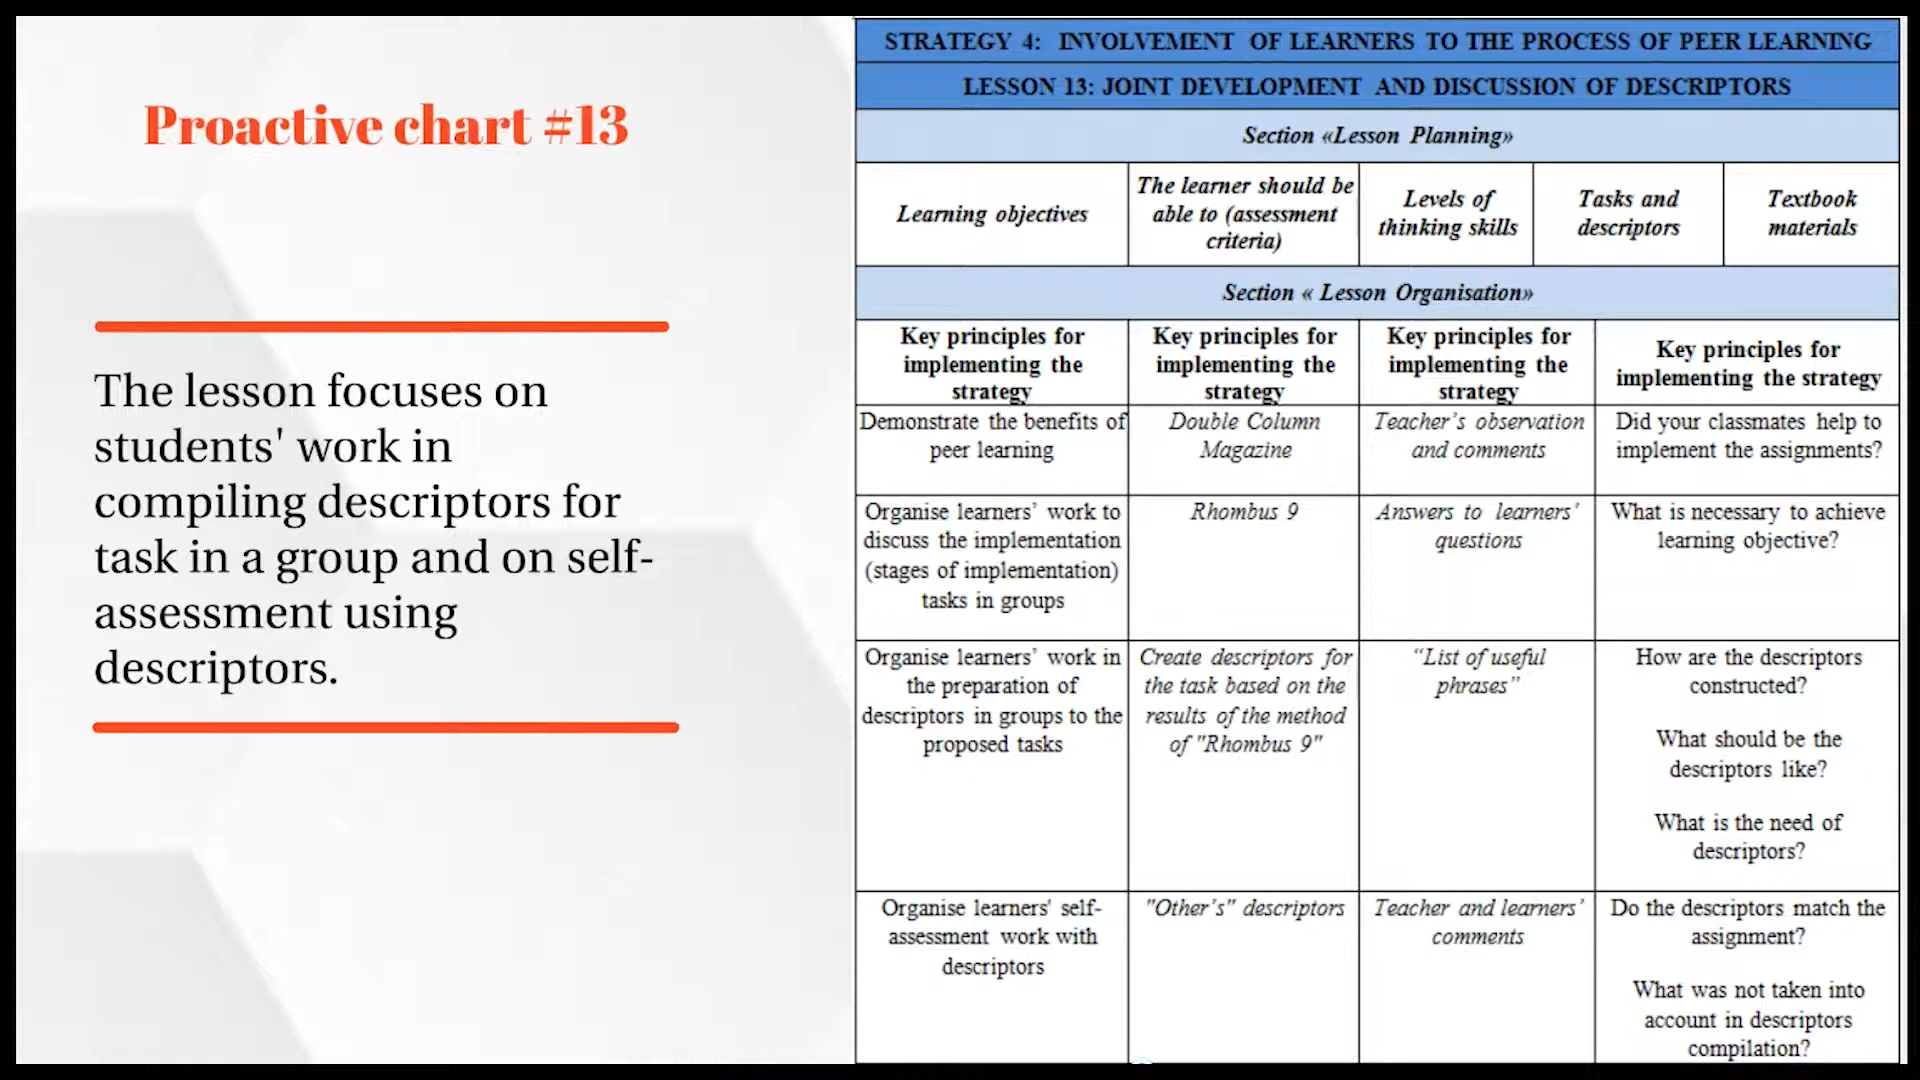 Proactive chart #13
The lesson focuses on
students' work in
compiling descriptors for
task in a group and on self-
assessment using
descriptors.
STRATEGY 4: INVOLVEMENT OF LEARNERS TO THE PROCESS OF PEER LEARNING
LESSON 13: JOINT DEVELOPMENT AND DISCUSSION OF DESCRIPTORS
Section «Lesson Planning»
Learning objectives
The learner should be
able to (assessment
criteria)
Levels of
thinking skills
Tasks and
descriptors
Textbook
materials
Section « Lesson Organisation»
Key principles for
implementing the
strategy
Key principles for
implementing the
strategy
Key principles for
implementing the
strategy
Key principles for
implementing the strategy
Demonstrate the benefits of
peer learning
Double Column
Magazine
Teacher’s observation
and comments
Did your classmates help to
implement the assignments?
Organise learners’ work to
discuss the implementation
(stages of implementation)
tasks in groups
Rhombus 9
Answers to learners’
questions
What is necessary to achieve
learning objective?
Organise learners’ work in
the preparation of
descriptors in groups to the
proposed tasks
Create descriptors for
the task based on the
results of the method
of "Rhombus 9"
“List of useful
phrases”
How are the descriptors
constructed?
What should be the
descriptors like?
What is the need of
descriptors?
Organise learners' self-
assessment work with
descriptors
"Other’s" descriptors
Teacher and learners’
comments
Do the descriptors match the
assignment?
What was not taken into
account in descriptors
compilation?